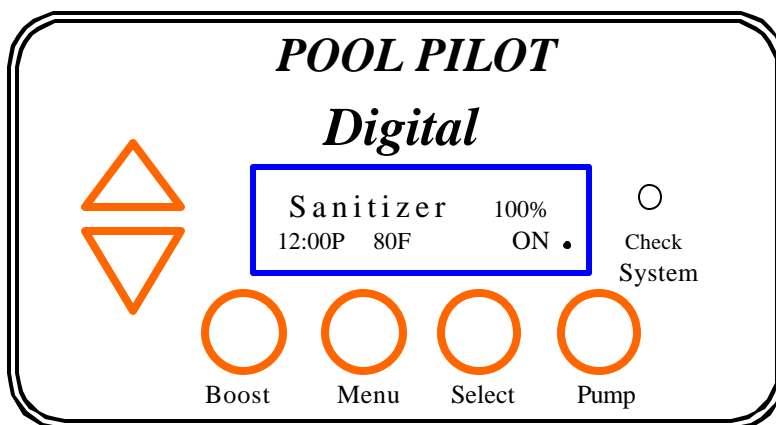 POOL PILOT
Digital
Sanitizer 100%
12:00P 80F ON .
Check
System
Boost Menu Select Pump